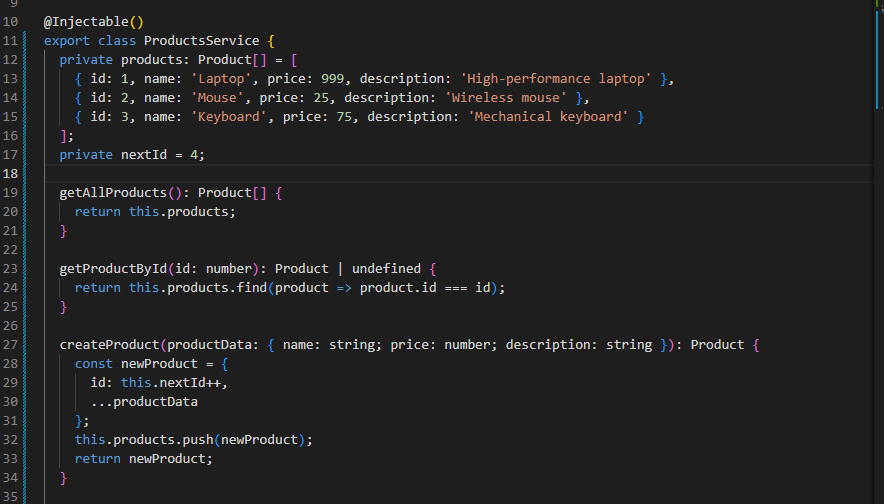 9
10 @Injectable()
11 export class ProductsService {
12 private products: Product[] = [
13 { id: 1, name: 'Laptop', price: 999, description: 'High-performance laptop' },
14 { id: 2, name: 'Mouse', price: 25, description: 'Wireless mouse' },
15 { id: 3, name: 'Keyboard', price: 75, description: 'Mechanical keyboard' }
16 ];
17 private nextId = 4;
18
19 getAllProducts(): Product[] {
20 return this.products;
21 }
22
23 getProductById(id: number): Product | undefined {
24 return this.products.find(product => product.id === id);
25 }
26
27 createProduct(productData: { name: string; price: number; description: string }): Product {
28 const newProduct = {
29 id: this.nextId++,
30 ...productData
31 };
32 this.products.push(newProduct);
33 return newProduct;
34 }
35